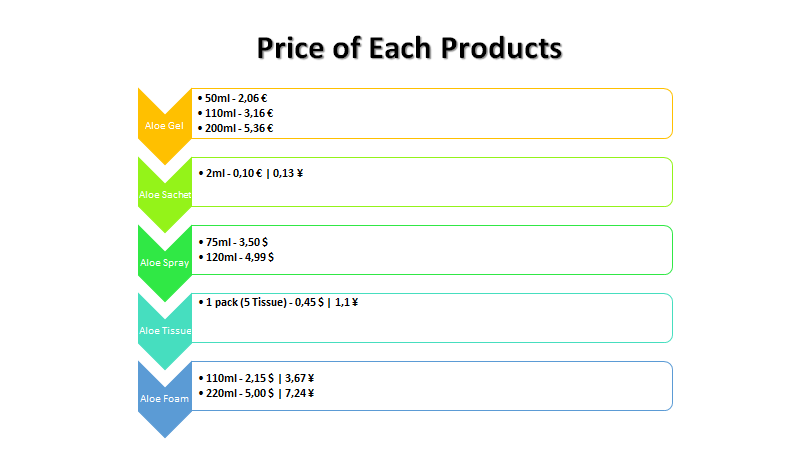 Price of Each Products
Aloe Gel
• 50ml - 2,06 €
• 110ml - 3,16 €
• 200ml - 5,36 €
Aloe Sachet
• 2ml - 0,10 € | 0,13 ¥
Aloe Spray
• 75ml - 3,50 $
• 120ml - 4,99 $
Aloe Tissue
• 1 pack (5 Tissue) - 0,45 $ | 1,1 ¥
Aloe Foam
• 110ml - 2,15 $ | 3,67 ¥
• 220ml - 5,00 $ | 7,24 ¥